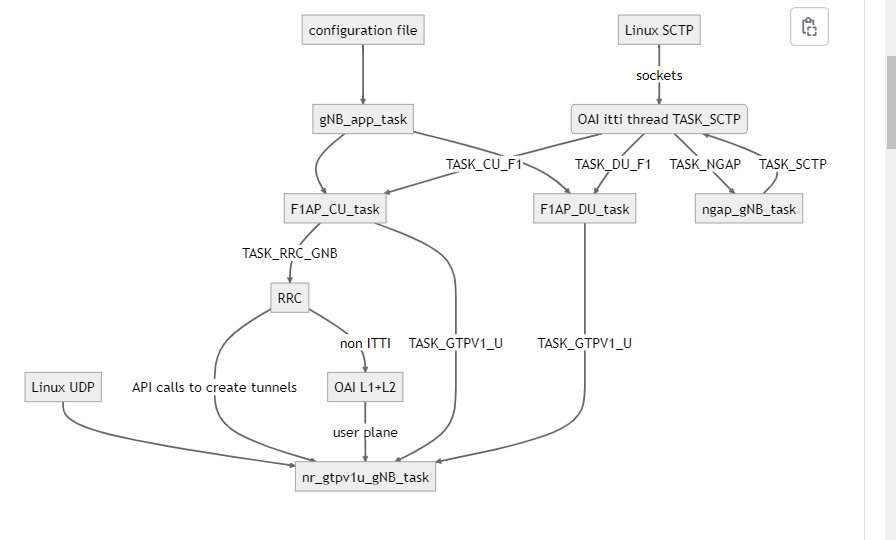 configuration file
Linux SCTP
sockets
gNB_app_task
OAI itti thread TASK_SCTP
TASK_CU_F1
TASK_DU_F1
TASK_NGAP
TASK_SCTP
F1AP_CU_task
F1AP_DU_task
ngap_gNB_task
TASK_RRC_GNB
RRC
non ITTI
TASK_GTPV1_U
TASK_GTPV1_U
Linux UDP
API calls to create tunnels
OAI L1+L2
user plane
nr_gtpv1u_gNB_task